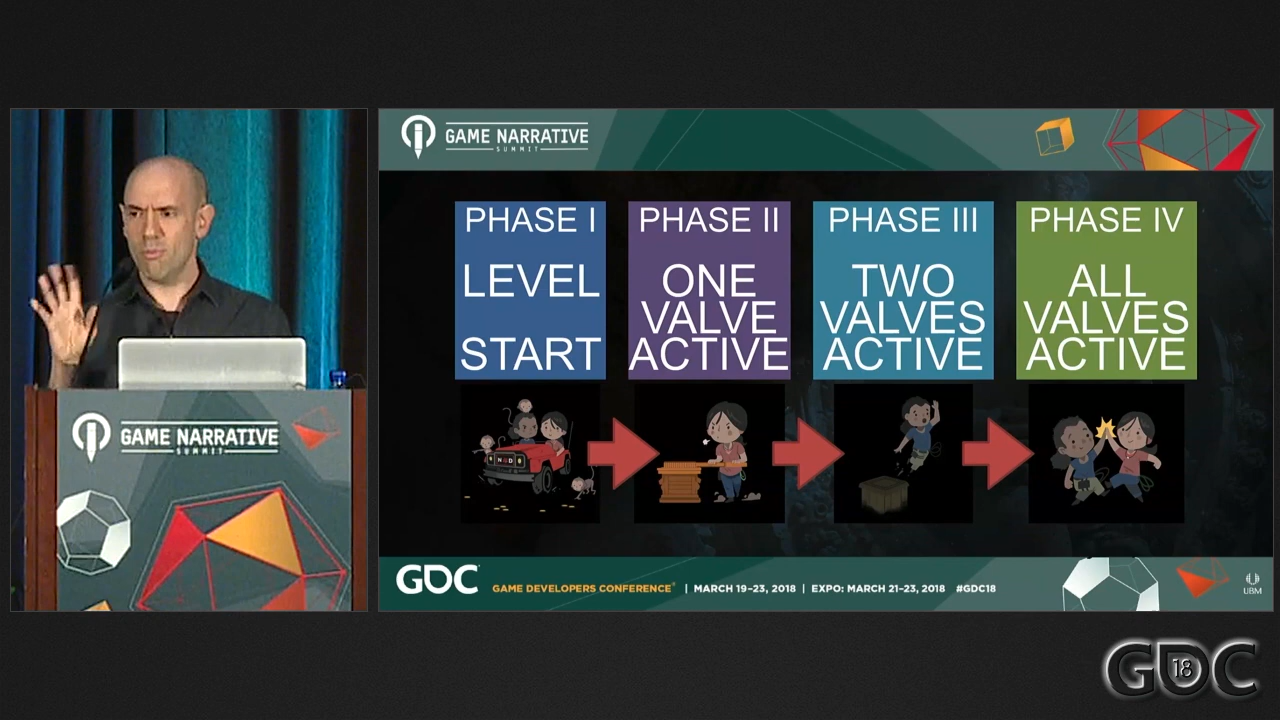 GAME NARRATIVE
SUMMIT
PHASE I
LEVEL
START
PHASE II
ONE
VALVE
ACTIVE
PHASE III
TWO
VALVES
ACTIVE
PHASE IV
ALL
VALVES
ACTIVE
GAME NARRATIVE
SUMMIT
GDC GAME DEVELOPERS CONFERENCE® | MARCH 19–23, 2018 | EXPO: MARCH 21–23, 2018 #GDC18
UBM
GDC
18